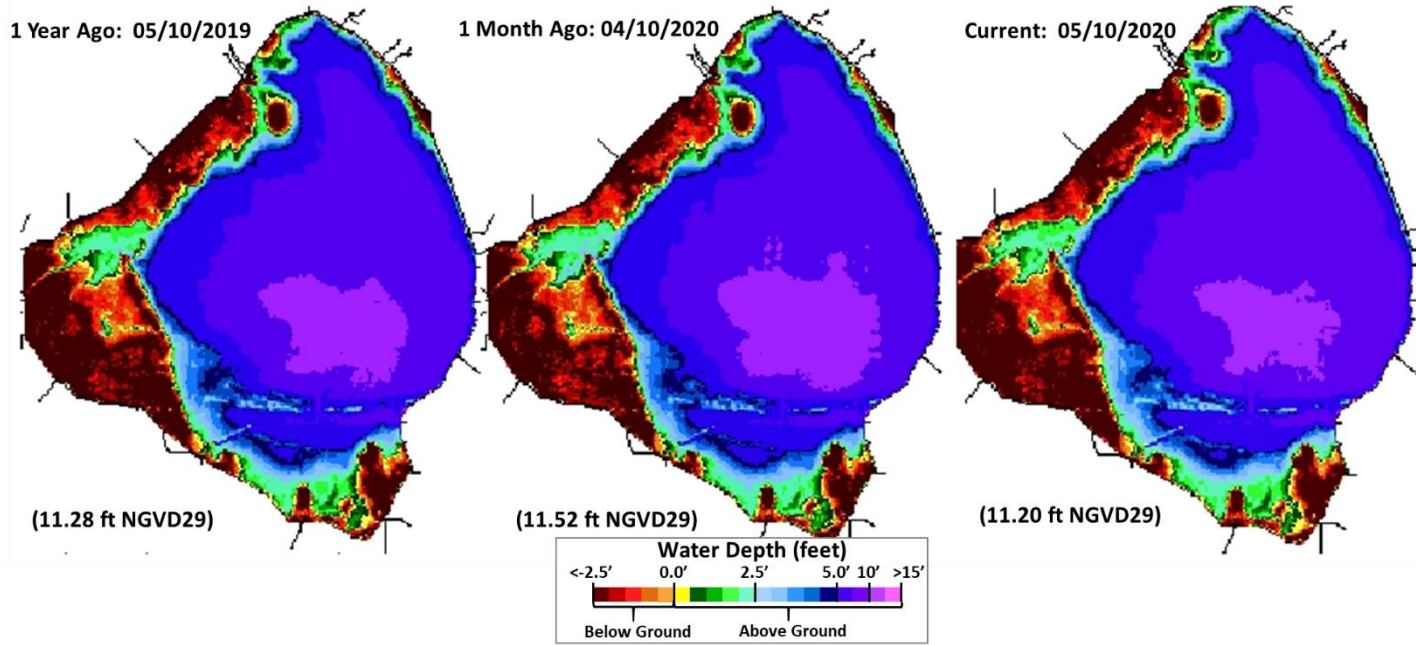 1 Year Ago: 05/10/2019
1 Month Ago: 04/10/2020
Current: 05/10/2020
(11.28 ft NGVD29)
(11.52 ft NGVD29)
(11.20 ft NGVD29)
Water Depth (feet)
<-2.5’ 0.0’ 2.5’ 5.0’ 10’ >15’
Below Ground Above Ground